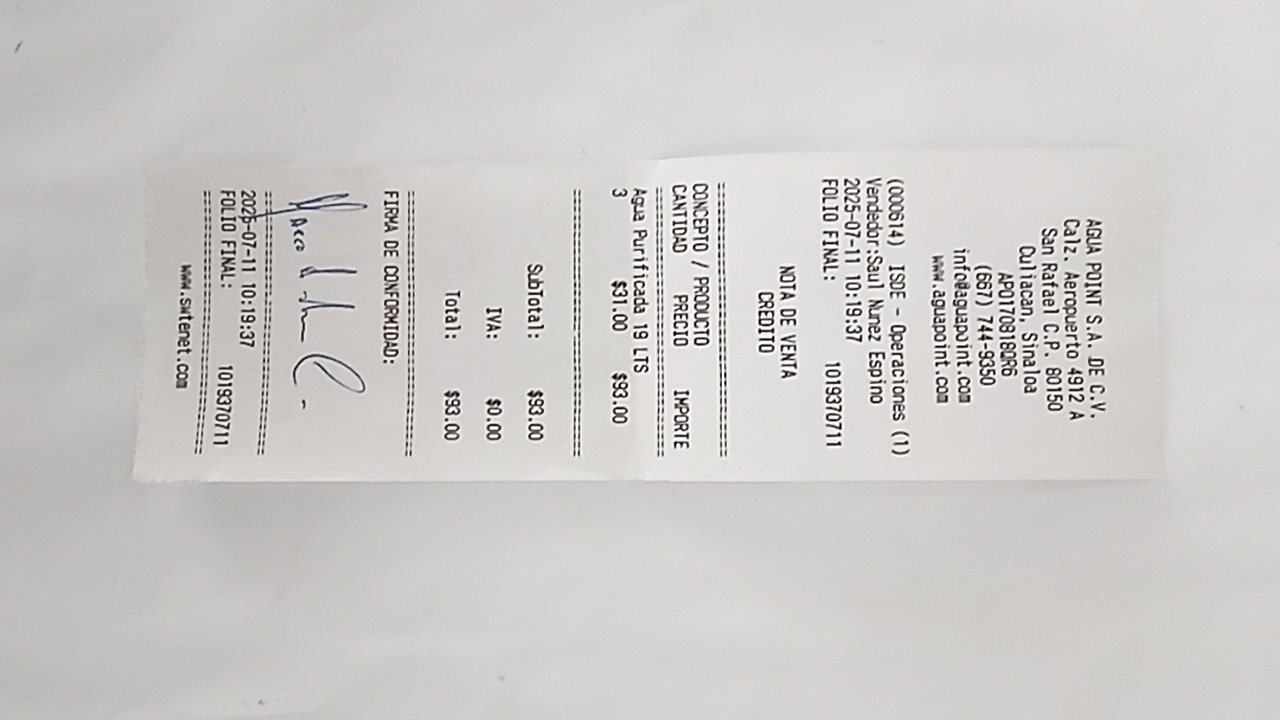 AGUA POINT S.A. DE C.V.
Calz. Aeropuerto 4912 A
San Rafael C.P. 80150
Culiacan, Sinaloa
APO170818QR6
(667) 744-9350
info@aguapoint.com
www.aguapoint.com
(000614) ISOE - Operaciones (1)
Vendedor:Saul Nunez Espino
2025-07-11 10:19:37
FOLIO FINAL: 1019370711
NOTA DE VENTA
CREDITO
================================
CONCEPTO / PRODUCTO
CANTIDAD PRECIO IMPORTE
================================
Agua Purificada 19 LTS
3 $31.00 $93.00
================================
SubTotal: $93.00
IVA: $0.00
Total: $93.00
================================
FIRMA DE CONFORMIDAD:
================================
2025-07-11 10:19:37
FOLIO FINAL: 1019370711
================================
www.swtenet.com